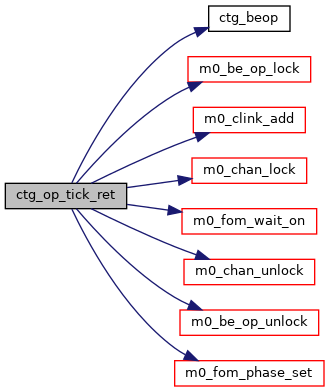 ctg_beop
m0_be_op_lock
m0_clink_add
m0_chan_lock
ctg_op_tick_ret
m0_fom_wait_on
m0_chan_unlock
m0_be_op_unlock
m0_fom_phase_set